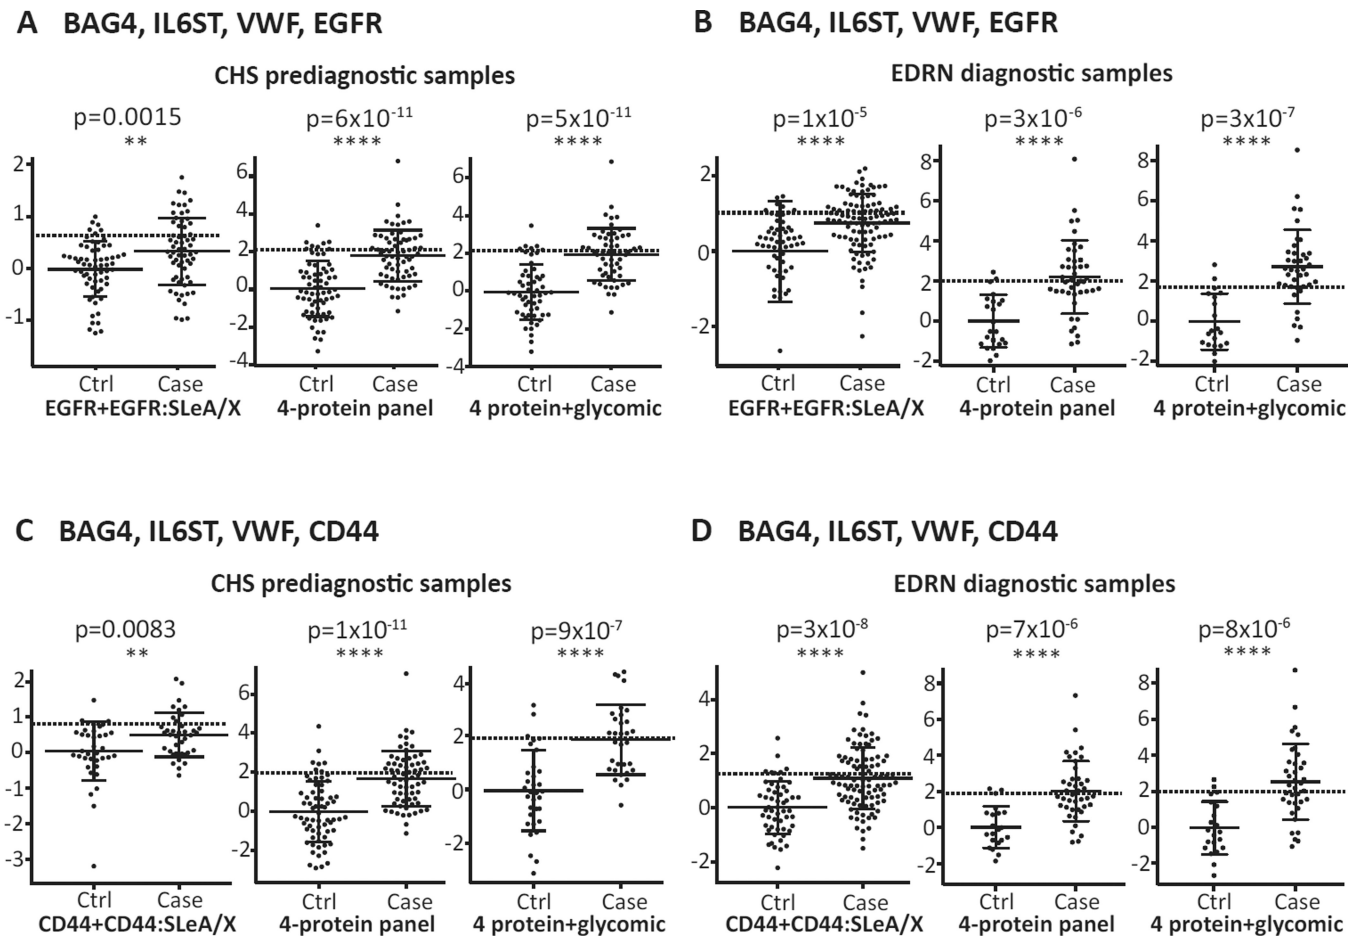 A BAG4, IL6ST, VWF, EGFR
CHS prediagnostic samples
p=0.0015
**
2
1
0
-1
Ctrl Case
EGFR+EGFR:SLeA/X
p=6x10-11
****
6
4
2
0
-2
-4
Ctrl Case
4-protein panel
p=5x10-11
****
6
4
2
0
-2
-4
Ctrl Case
4 protein+glycomic
B BAG4, IL6ST, VWF, EGFR
EDRN diagnostic samples
p=1x10-5
****
2
0
-2
Ctrl Case
EGFR+EGFR:SLeA/X
p=3x10-6
****
8
6
4
2
0
-2
Ctrl Case
4-protein panel
p=3x10-7
****
8
6
4
2
0
-2
Ctrl Case
4 protein+glycomic
C BAG4, IL6ST, VWF, CD44
CHS prediagnostic samples
p=0.0083
**
2
1
0
-1
-2
-3
Ctrl Case
CD44+CD44:SLeA/X
p=1x10-11
****
6
4
2
0
-2
Ctrl Case
4-protein panel
p=9x10-7
****
4
2
0
-2
Ctrl Case
4 protein+glycomic
D BAG4, IL6ST, VWF, CD44
EDRN diagnostic samples
p=3x10-8
****
4
2
0
-2
Ctrl Case
CD44+CD44:SLeA/X
p=7x10-6
****
8
6
4
2
0
-2
Ctrl Case
4-protein panel
p=8x10-6
****
8
6
4
2
0
-2
Ctrl Case
4 protein+glycomic